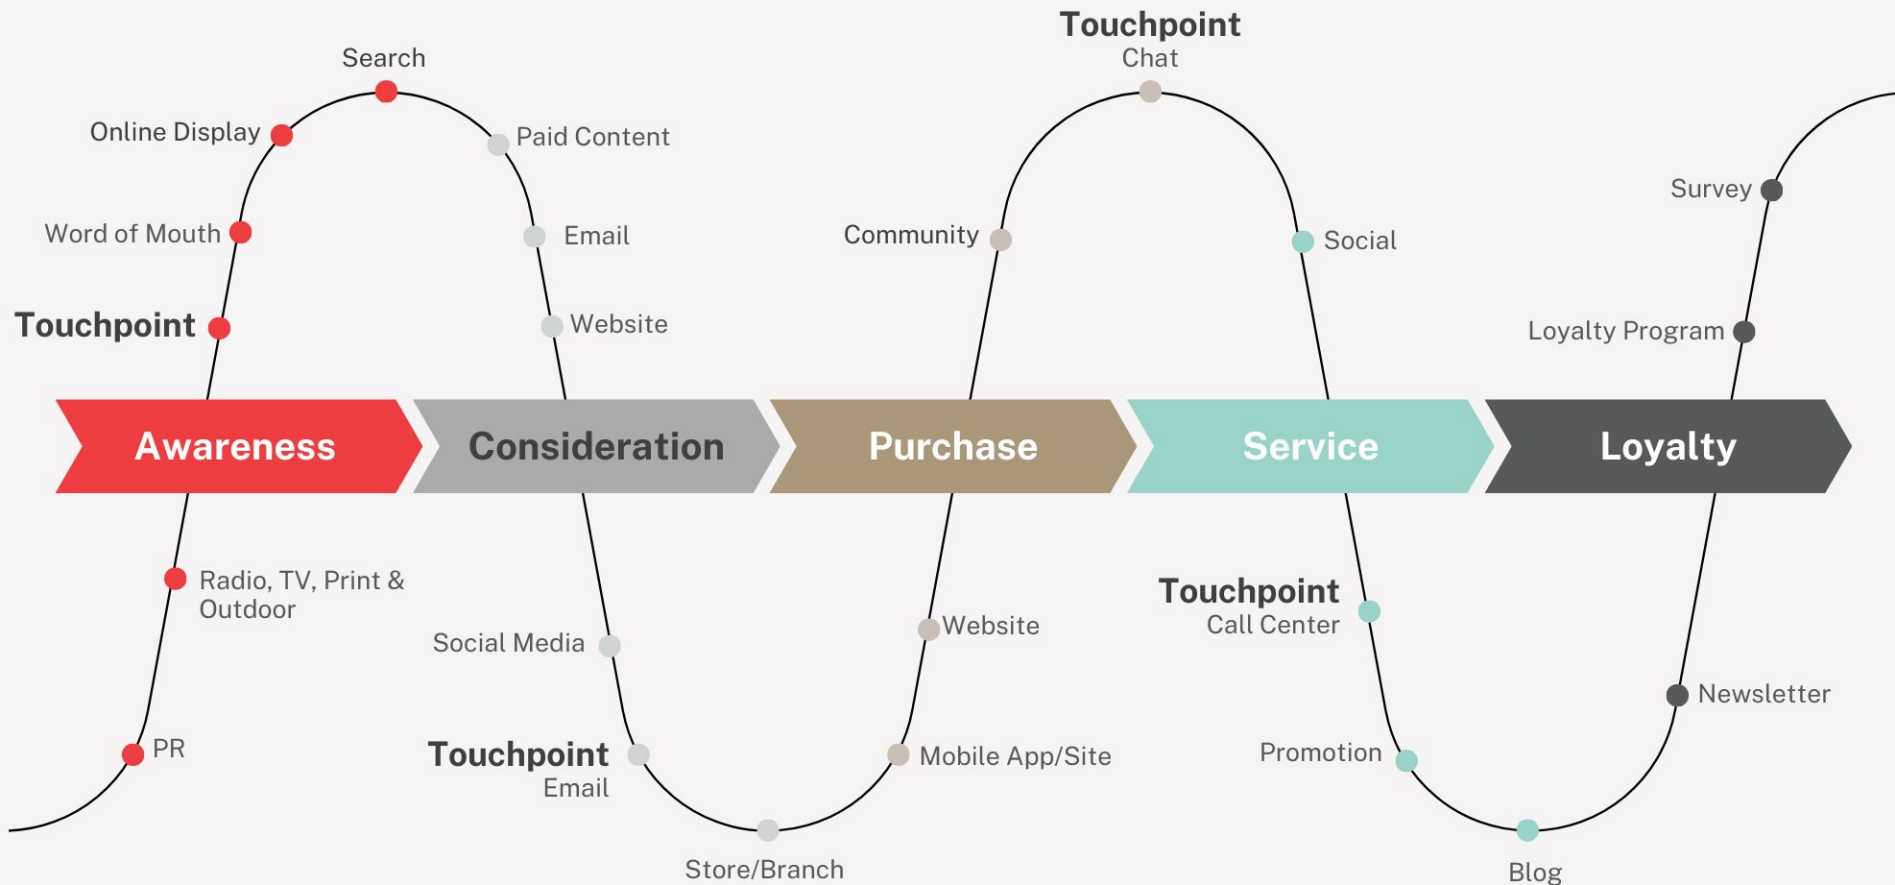 Touchpoint
Chat
Search
Online Display
Paid Content
Word of Mouth
Email
Touchpoint
Website
Community
Social
Survey
Loyalty Program
Awareness
Consideration
Purchase
Service
Loyalty
Radio, TV, Print &
Outdoor
PR
Social Media
Touchpoint
Email
Store/Branch
Website
Mobile App/Site
Touchpoint
Call Center
Promotion
Blog
Newsletter